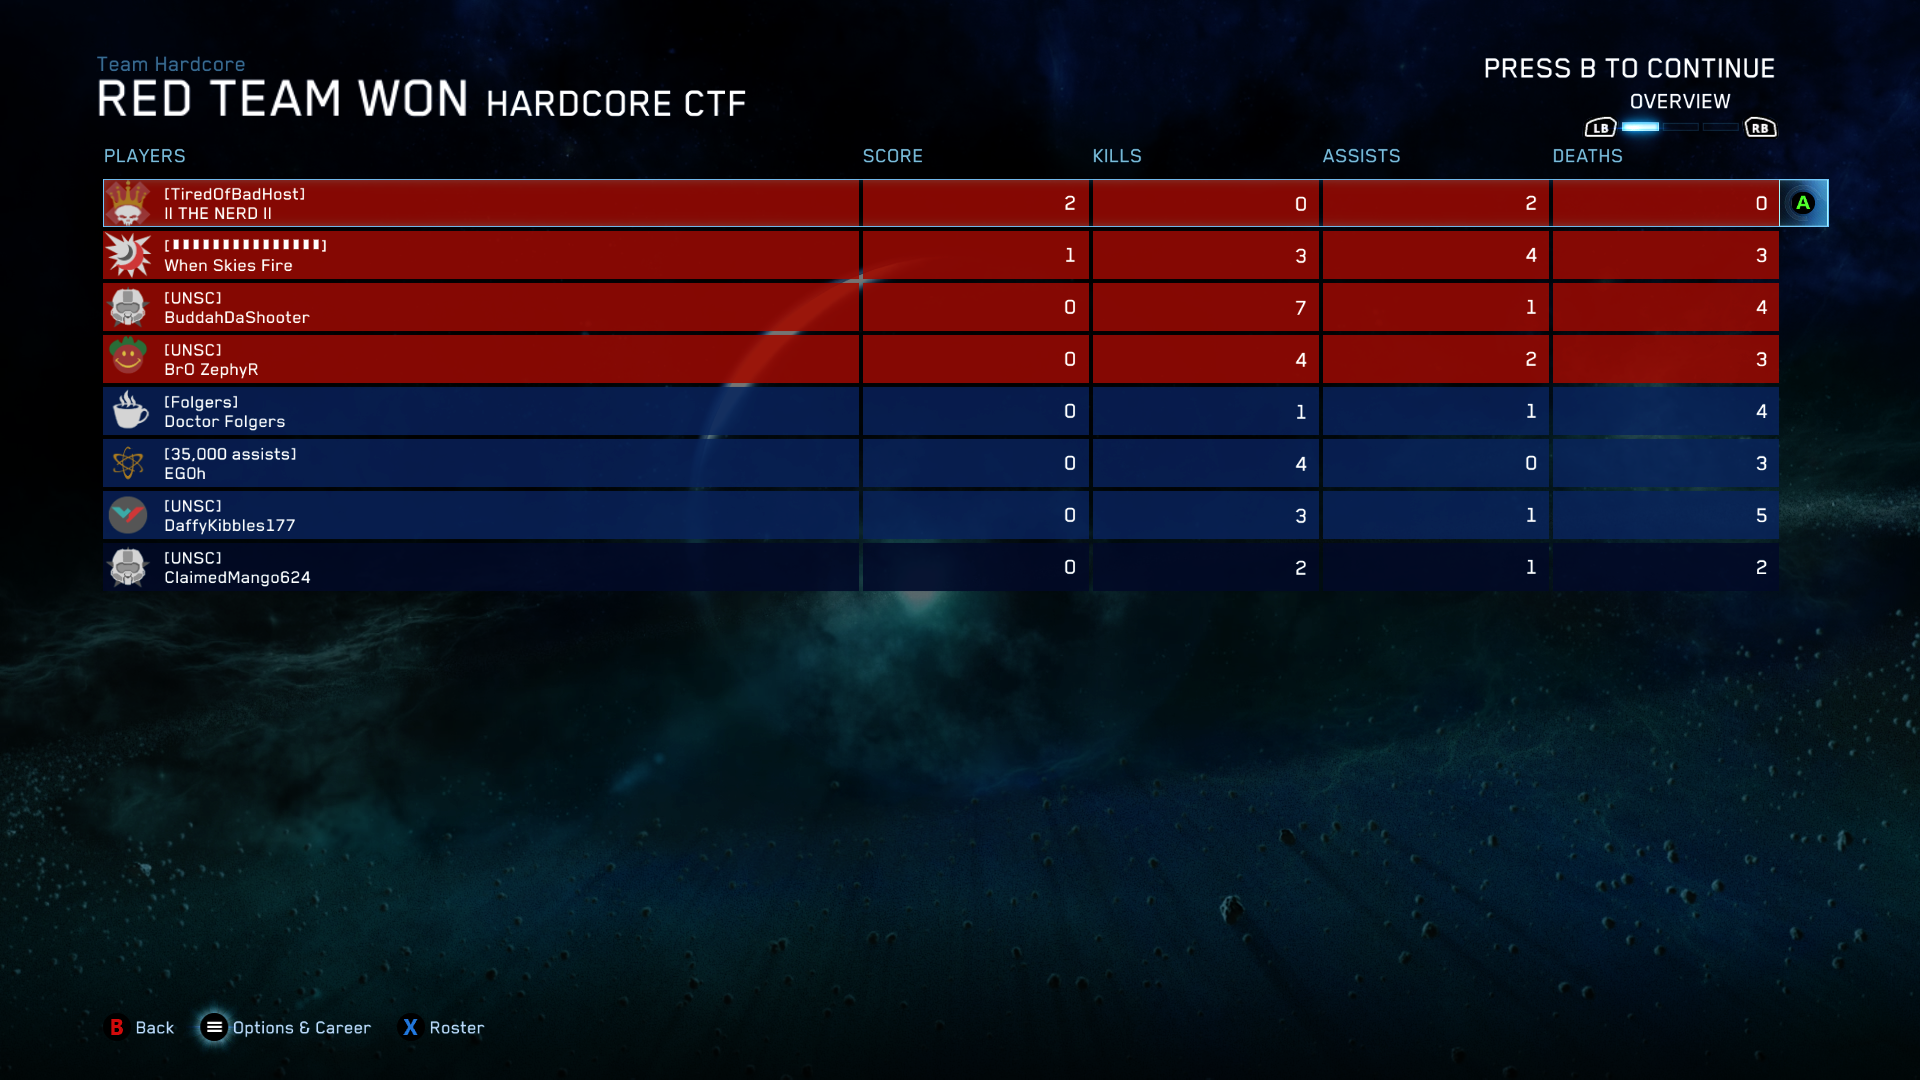 Team Hardcore
RED TEAM WON HARDCORE CTF
PRESS B TO CONTINUE
OVERVIEW
LB RB
PLAYERS SCORE KILLS ASSISTS DEATHS
[TiredOfBadHost]
II THE NERD II 2 0 2 0 A
[▮▮▮▮▮▮▮▮▮▮▮▮▮▮▮]
When Skies Fire 1 3 4 3
[UNSC]
BuddahDaShooter 0 7 1 4
[UNSC]
BrO ZephyR 0 4 2 3
[Folgers]
Doctor Folgers 0 1 1 4
[35,000 assists]
EG0h 0 4 0 3
[UNSC]
DaffyKibbles177 0 3 1 5
[UNSC]
ClaimedMango624 0 2 1 2
B Back Options & Career X Roster